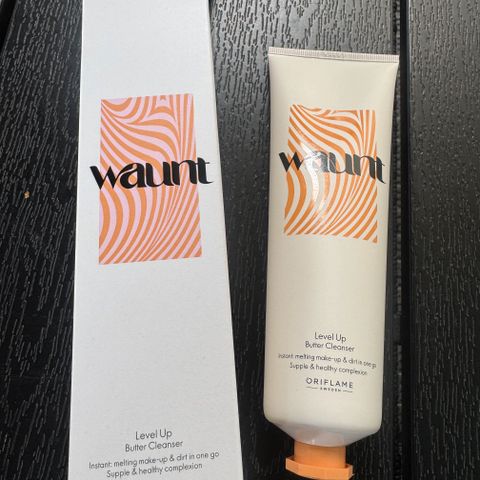 waunt
Level Up
Butter Cleanser
Instant: melting make-up & dirt in one go
Supple & healthy complexion
waunt
Level Up
Butter Cleanser
Instant: melting make-up & dirt in one go
Supple & healthy complexion
ORIFLAME
SWEDEN